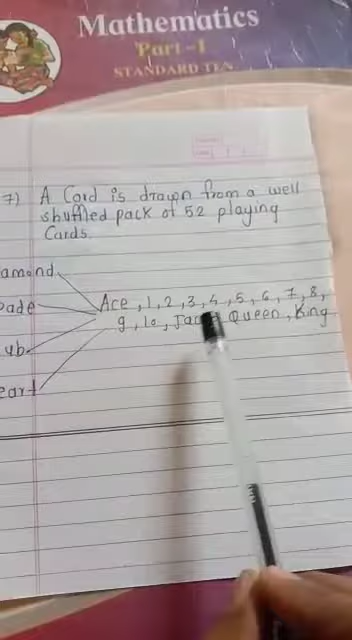 Mathematics
Part-I
STANDARD TEN
7) A Card is drawn from a well
shuffled pack of 52 playing
Cards.
amond
Ace, 1, 2, 3, 4, 5, 6, 7, 8,
pade
9, 10, Jack, Queen, King
ub
eart